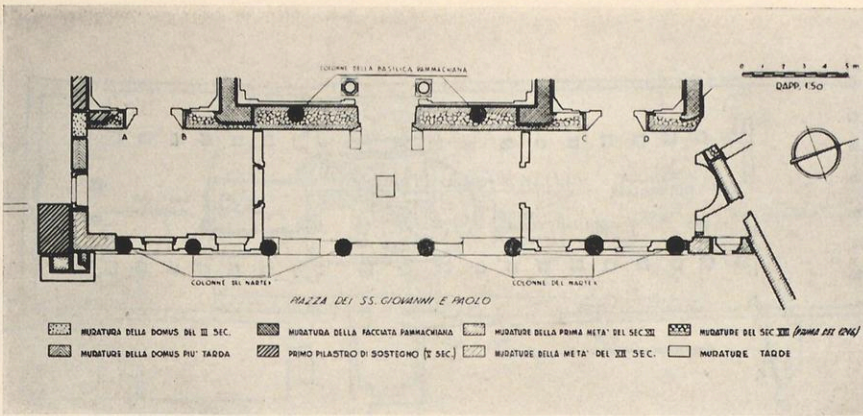 COLONNE DELLA BASILICA PAMMACHIANA
0 1 2 3 4 5 m
RAPP. 1:50
A
B
C
D
COLONNE DEL NARTEX
COLONNE DEL NARTEX
PIAZZA DEI SS. GIOVANNI E PAOLO
MURATURA DELLA DOMUS DEL III SEC.
MURATURA DELLA FACCIATA PAMMACHIANA
MURATURE DELLA PRIMA META' DEL SEC. XII
MURATURE DEL SEC. XIII (PRIMA DEL 1216)
MURATURE DELLA DOMUS PIU' TARDA
PRIMO PILASTRO DI SOSTEGNO (V SEC.)
MURATURE DELLA META' DEL XII SEC.
MURATURE TARDE